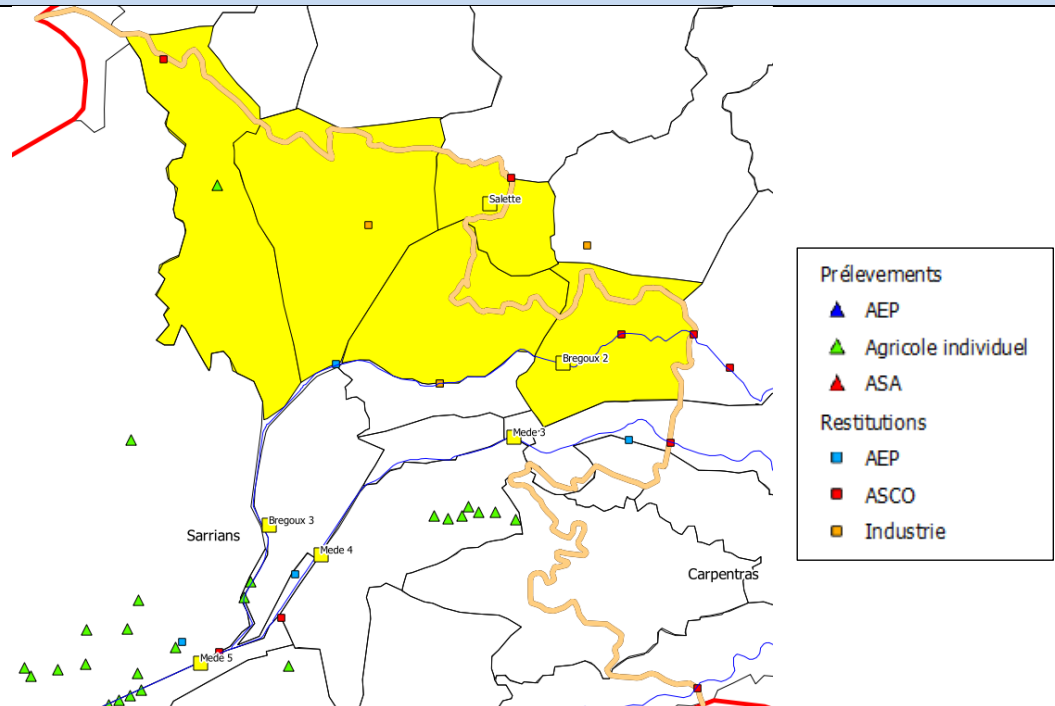 Salette
Bregoux 2
Mede 3
Bregoux 3
Sarrians
Mede 4
Carpentras
Mede 5
Prélevements
AEP
Agricole individuel
ASA
Restitutions
AEP
ASCO
Industrie